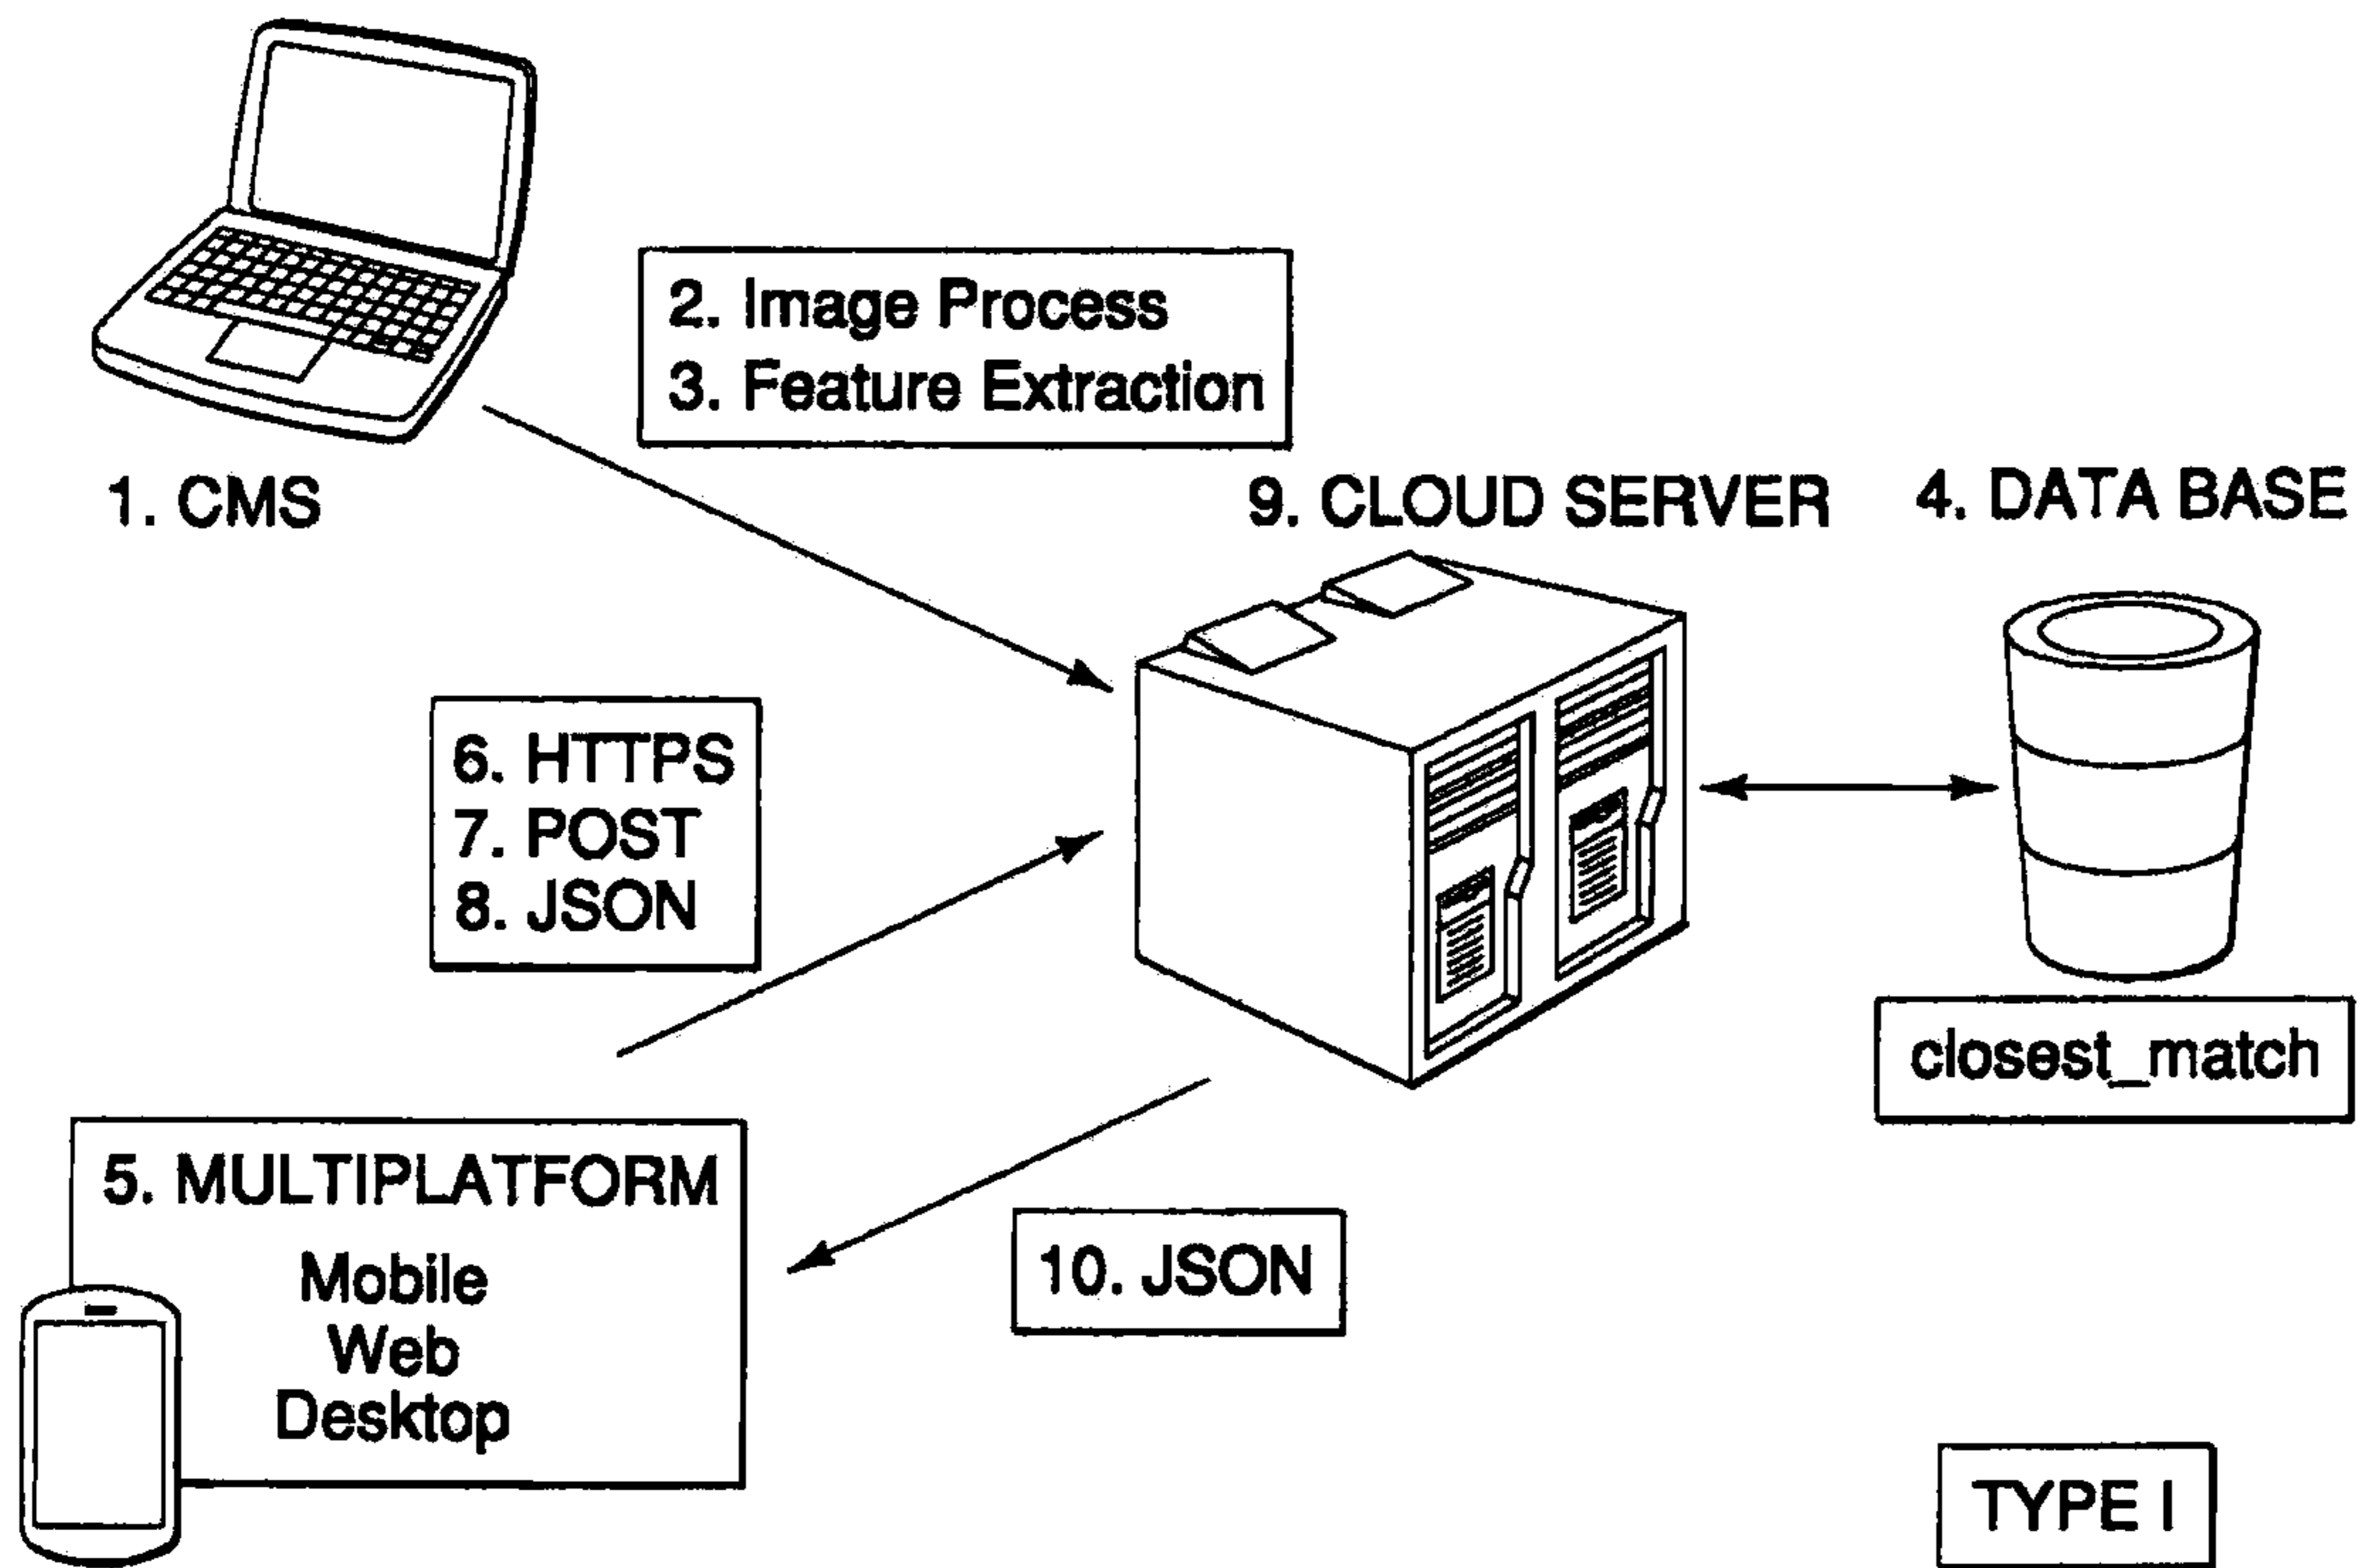 2. Image Process
3. Feature Extraction
1. CMS
9. CLOUD SERVER
4. DATA BASE
6. HTTPS
7. POST
8. JSON
closest_match
5. MULTIPLATFORM
Mobile
Web
Desktop
10. JSON
TYPE I